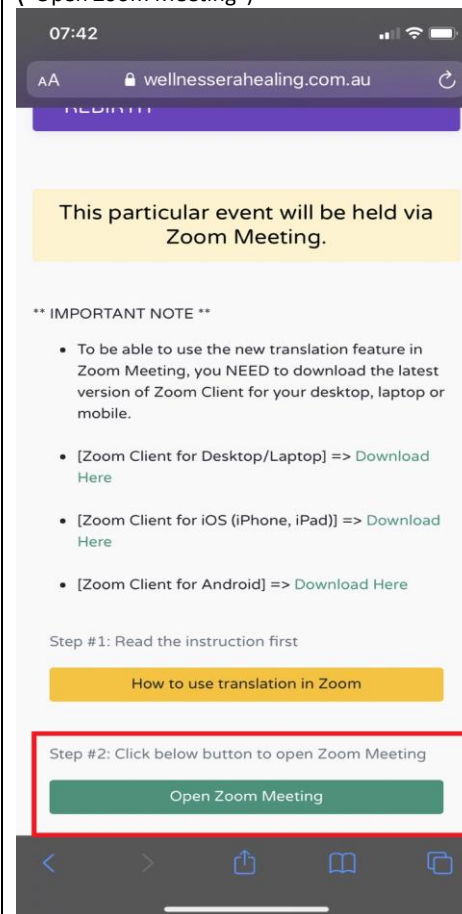 07:42
AA wellnesserahealing.com.au
This particular event will be held via
Zoom Meeting.
** IMPORTANT NOTE **
• To be able to use the new translation feature in
Zoom Meeting, you NEED to download the latest
version of Zoom Client for your desktop, laptop or
mobile.
• [Zoom Client for Desktop/Laptop] => Download
Here
• [Zoom Client for iOS (iPhone, iPad)] => Download
Here
• [Zoom Client for Android] => Download Here
Step #1: Read the instruction first
How to use translation in Zoom
Step #2: Click below button to open Zoom Meeting
Open Zoom Meeting